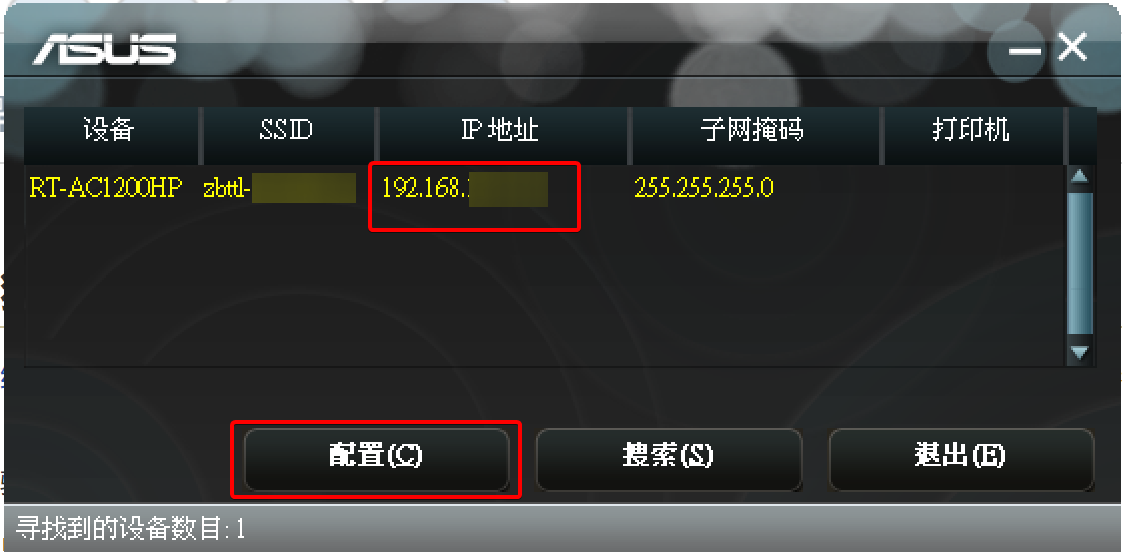 ASUS
设备 SSID IP 地址 子网掩码 打印机
RT-AC1200HP zbttl- 192.168. 255.255.255.0
配置(C) 搜索(S) 退出(E)
寻找到的设备数目: 1